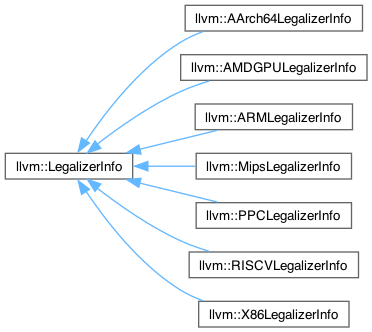 llvm::AArch64LegalizerInfo
llvm::AMDGPULegalizerInfo
llvm::ARMLegalizerInfo
llvm::LegalizerInfo
llvm::MipsLegalizerInfo
llvm::PPCLegalizerInfo
llvm::RISCVLegalizerInfo
llvm::X86LegalizerInfo